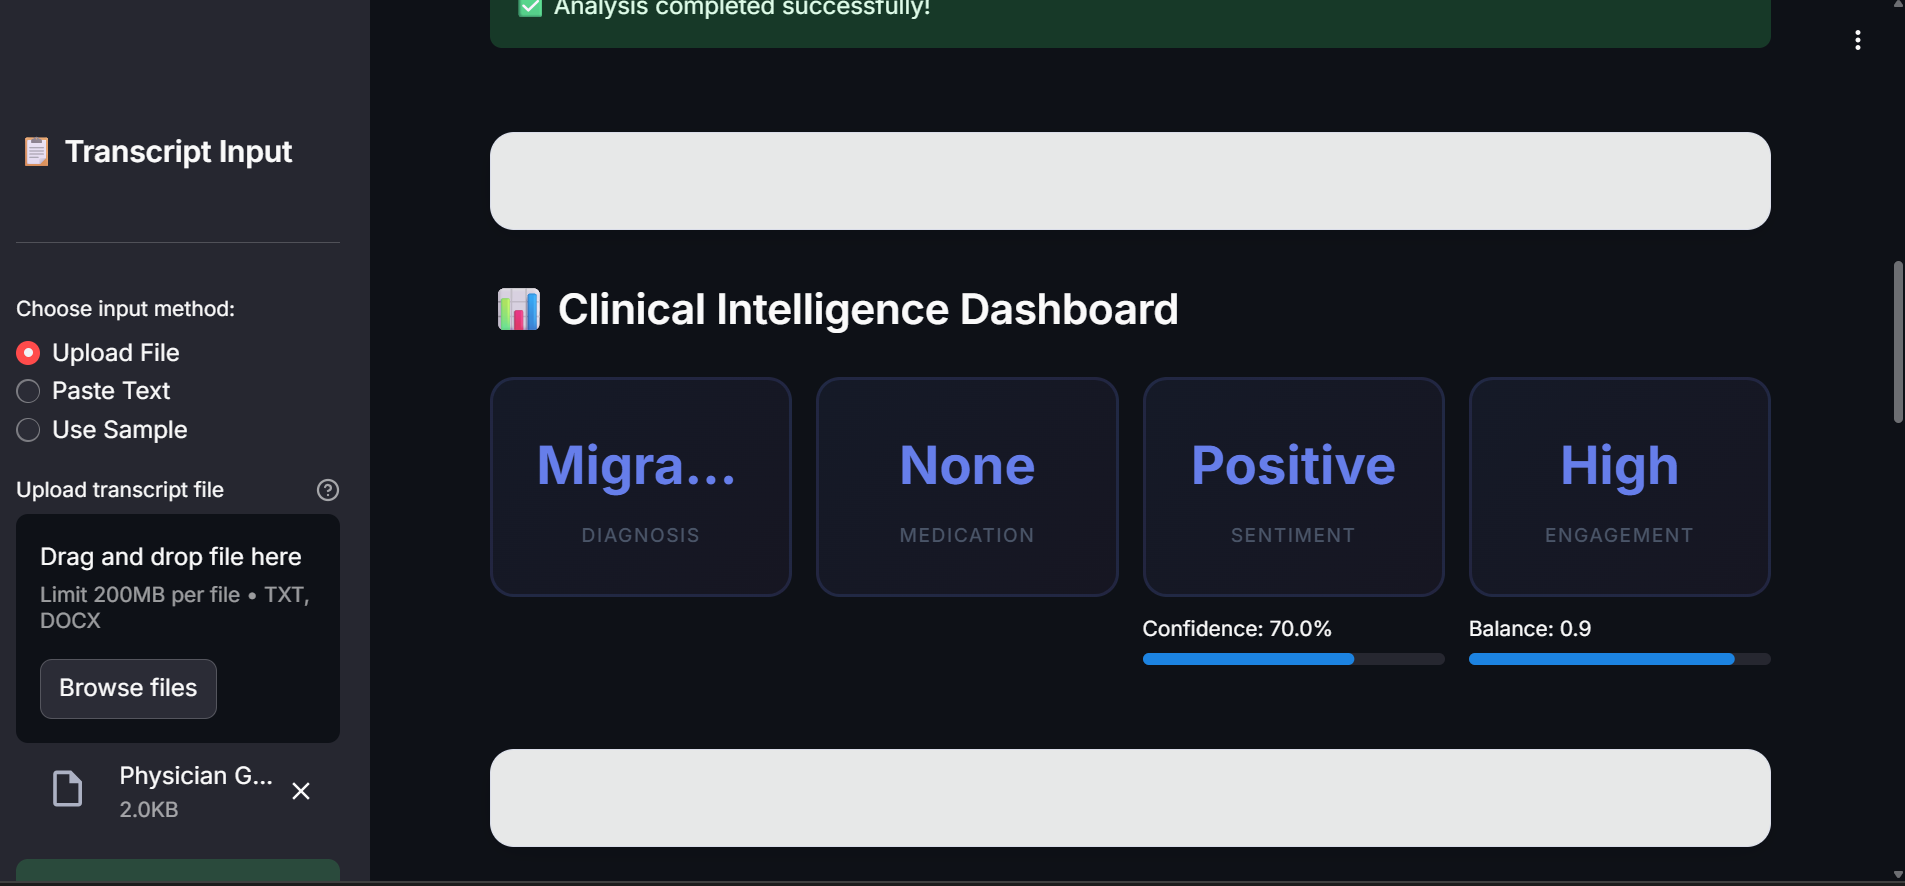 Analysis completed successfully!
Transcript Input
Choose input method:
Upload File
Paste Text
Use Sample
Upload transcript file
Drag and drop file here
Limit 200MB per file • TXT,
DOCX
Browse files
Physician G...
2.0KB
Clinical Intelligence Dashboard
Migra...
DIAGNOSIS
None
MEDICATION
Positive
SENTIMENT
High
ENGAGEMENT
Confidence: 70.0%
Balance: 0.9